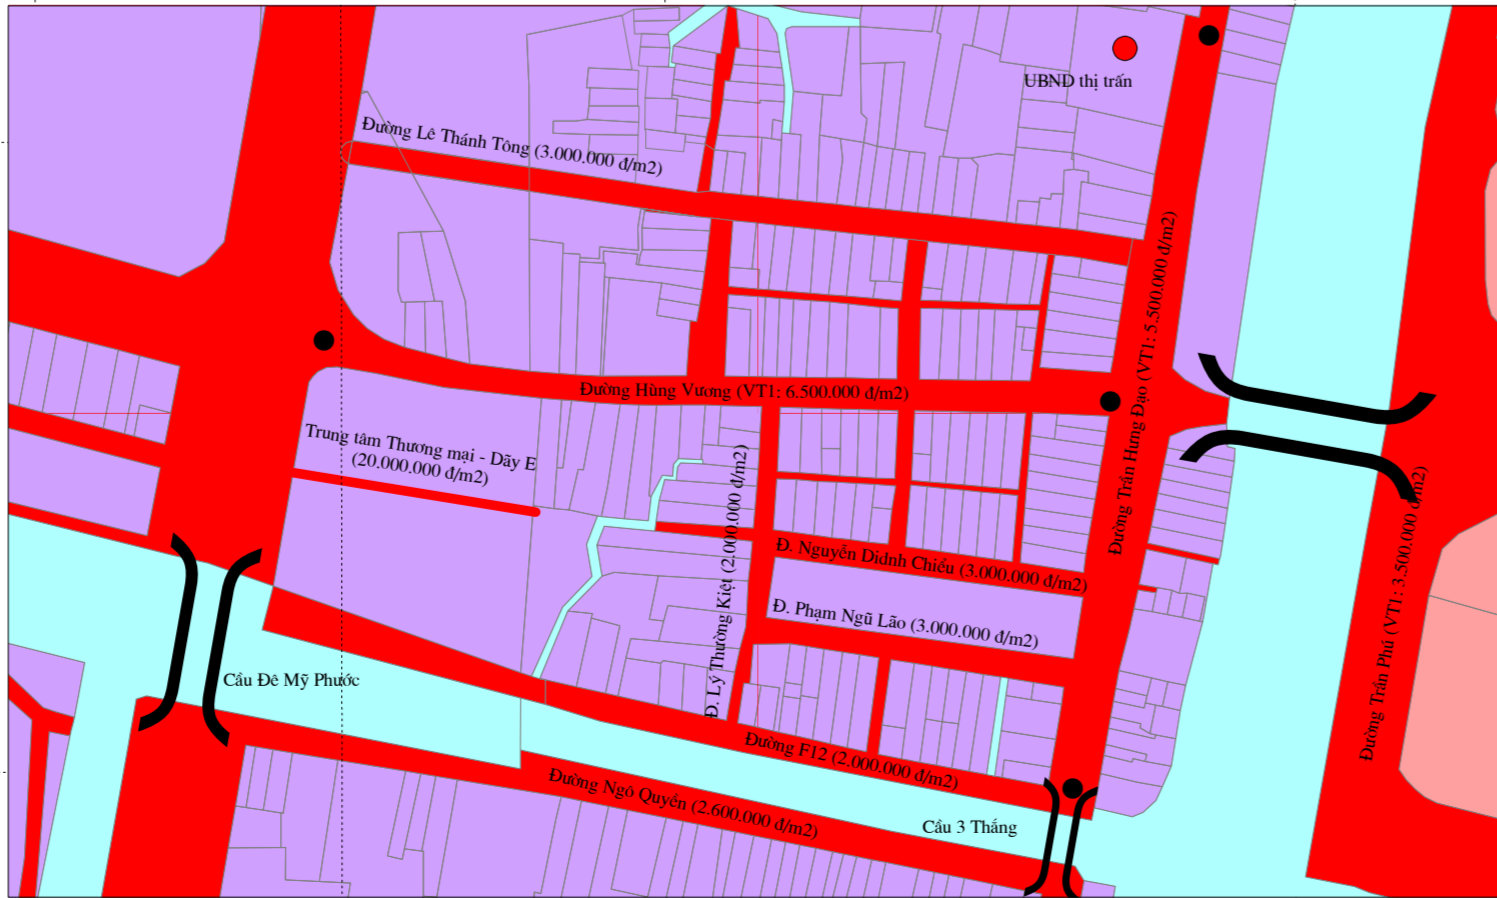 UBND thị trấn
Đường Lê Thánh Tông (3.000.000 đ/m2)
Đường Trần Hưng Đạo (VT1: 5.500.000 đ/m2)
Đường Hùng Vương (VT1: 6.500.000 đ/m2)
Trung tâm Thương mại - Dãy E
(20.000.000 đ/m2)
Đ. Lý Thường Kiệt (2.000.000 đ/m2)
Đ. Nguyễn Didnh Chiểu (3.000.000 đ/m2)
Đ. Phạm Ngũ Lão (3.000.000 đ/m2)
Đường Trần Phú (VT1: 3.500.000 đ/m2)
Cầu Đê Mỹ Phước
Đường F12 (2.000.000 đ/m2)
Đường Ngô Quyền (2.600.000 đ/m2)
Cầu 3 Thắng